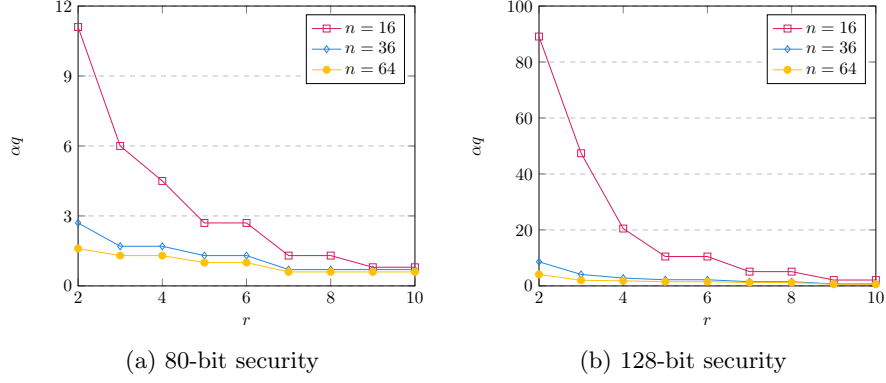 12
9
6
3
0
2
4
6
8
10
αq
r
n = 16
n = 36
n = 64
(a) 80-bit security
100
80
60
40
20
0
2
4
6
8
10
αq
r
n = 16
n = 36
n = 64
(b) 128-bit security